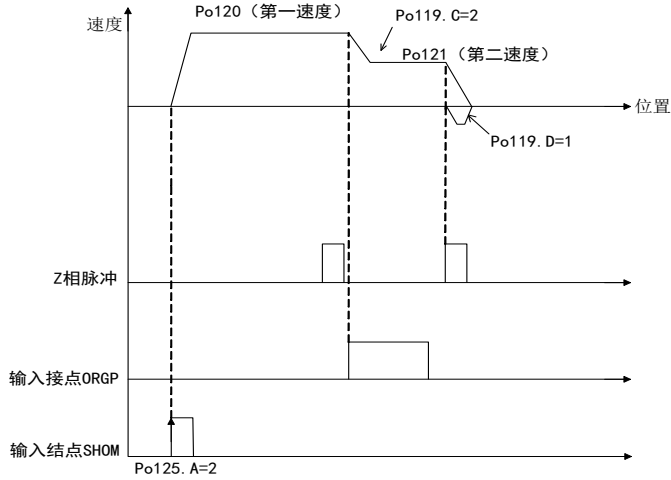 Po120（第一速度）
Po119.C=2
速度
Po121（第二速度）
位置
Po119.D=1
Z相脉冲
输入接点ORGP
输入结点SHOM
Po125.A=2